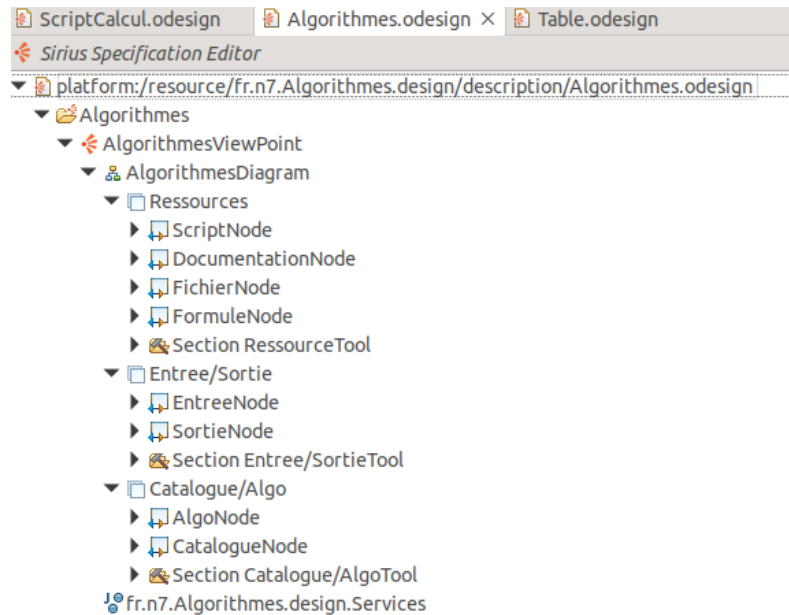 ScriptCalcul.odesign Algorithmes.odesign Table.odesign
Sirius Specification Editor
platform:/resource/fr.n7.Algorithmes.design/description/Algorithmes.odesign
Algorithmes
AlgorithmesViewPoint
AlgorithmesDiagram
Ressources
ScriptNode
DocumentationNode
FichierNode
FormuleNode
Section RessourceTool
Entree/Sortie
EntreeNode
SortieNode
Section Entree/SortieTool
Catalogue/Algo
AlgoNode
CatalogueNode
Section Catalogue/AlgoTool
fr.n7.Algorithmes.design.Services